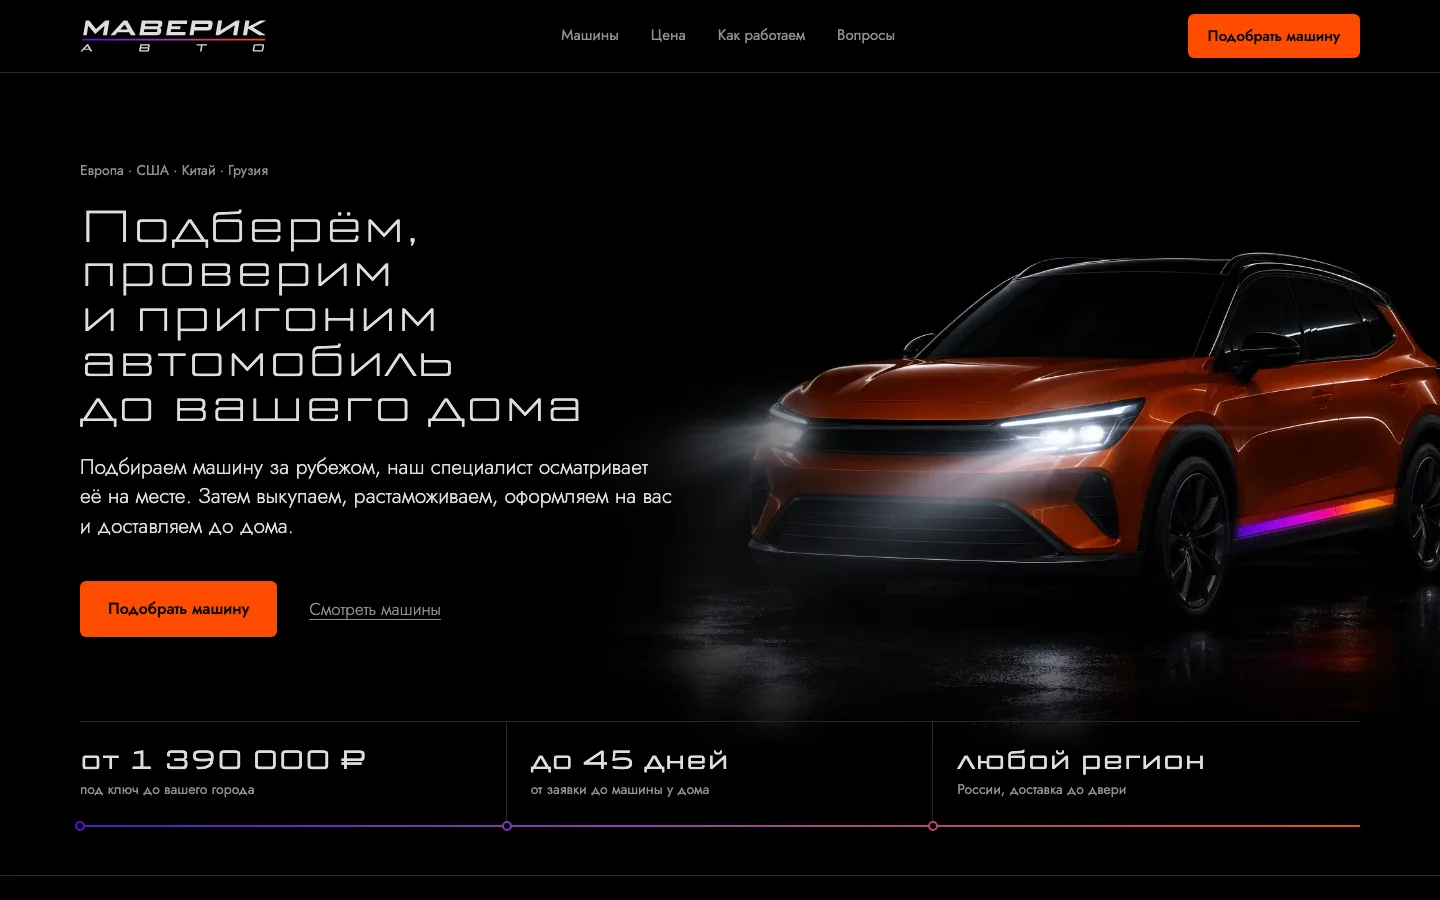 МАВЕРИК
АВТО
Машины
Цена
Как работаем
Вопросы
Подобрать машину
Европа · США · Китай · Грузия
Подберём,
проверим
и пригоним
автомобиль
до вашего дома
Подбираем машину за рубежом, наш специалист осматривает
её на месте. Затем выкупаем, растаможиваем, оформляем на вас
и доставляем до дома.
Подобрать машину
Смотреть машины
от 1 390 000 ₽
под ключ до вашего города
до 45 дней
от заявки до машины у дома
любой регион
России, доставка до двери